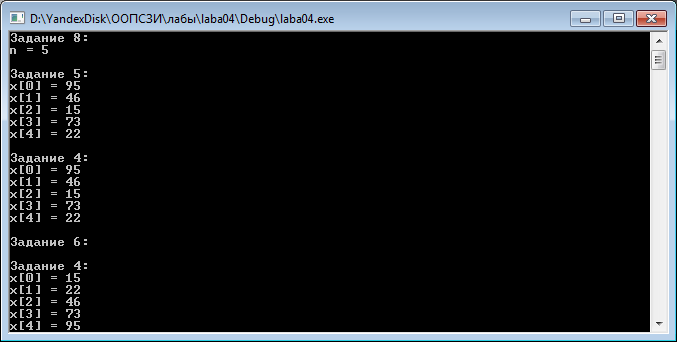 D:\YandexDisk\ООПСЗИ\лабы\laba04\Debug\laba04.exe
Задание 8:
n = 5
Задание 5:
x[0] = 95
x[1] = 46
x[2] = 15
x[3] = 73
x[4] = 22
Задание 4:
x[0] = 95
x[1] = 46
x[2] = 15
x[3] = 73
x[4] = 22
Задание 6:
Задание 4:
x[0] = 15
x[1] = 22
x[2] = 46
x[3] = 73
x[4] = 95